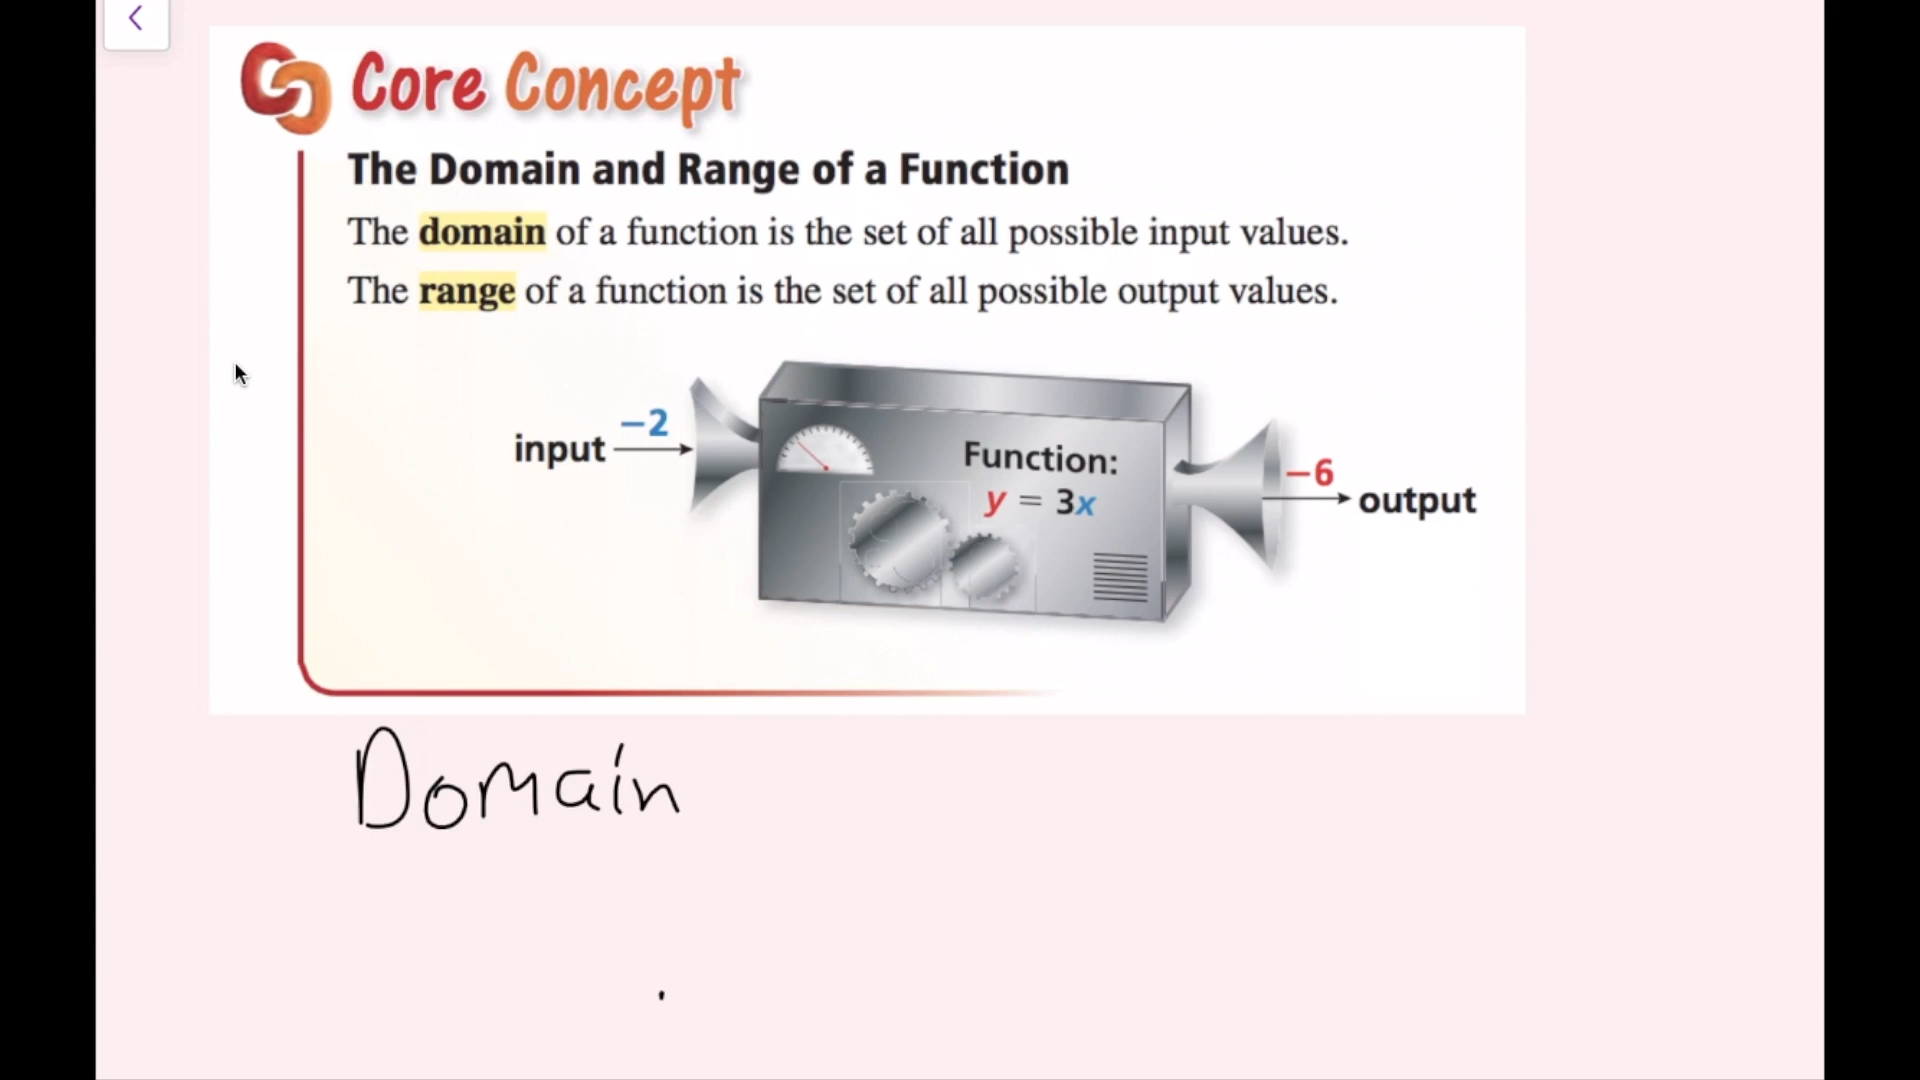 Core Concept
The Domain and Range of a Function
The domain of a function is the set of all possible input values.
The range of a function is the set of all possible output values.
input −2
Function:
y = 3x
−6 output
Domain